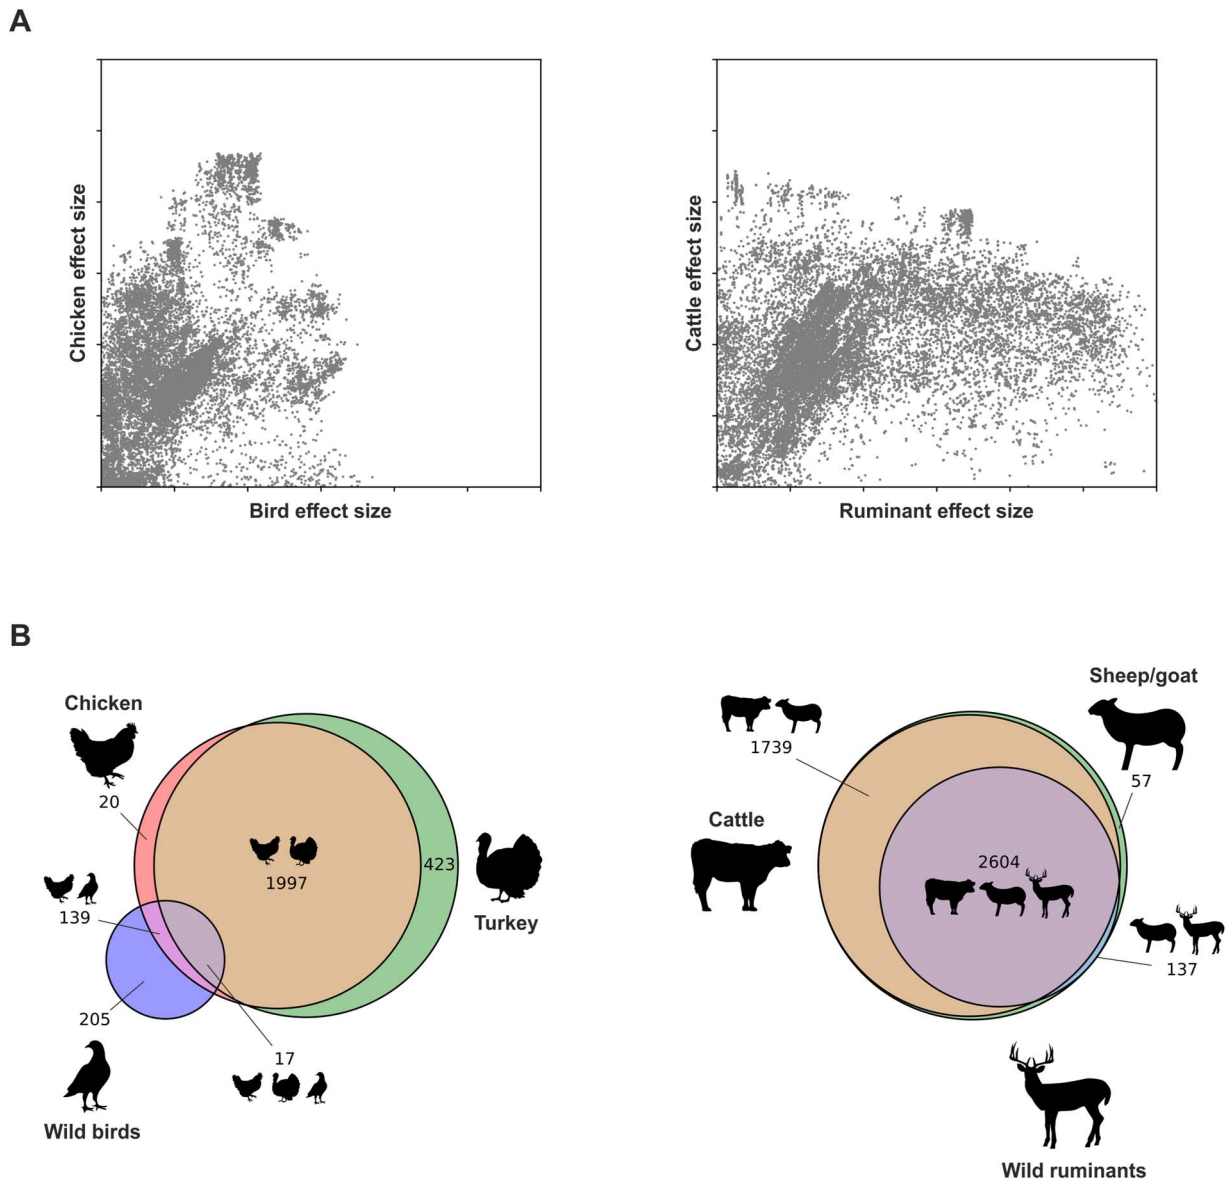 A
Chicken effect size
Bird effect size
Cattle effect size
Ruminant effect size
B
Chicken
20
139
205
Wild birds
1997
423
Turkey
17
1739
Cattle
Sheep/goat
57
2604
137
Wild ruminants